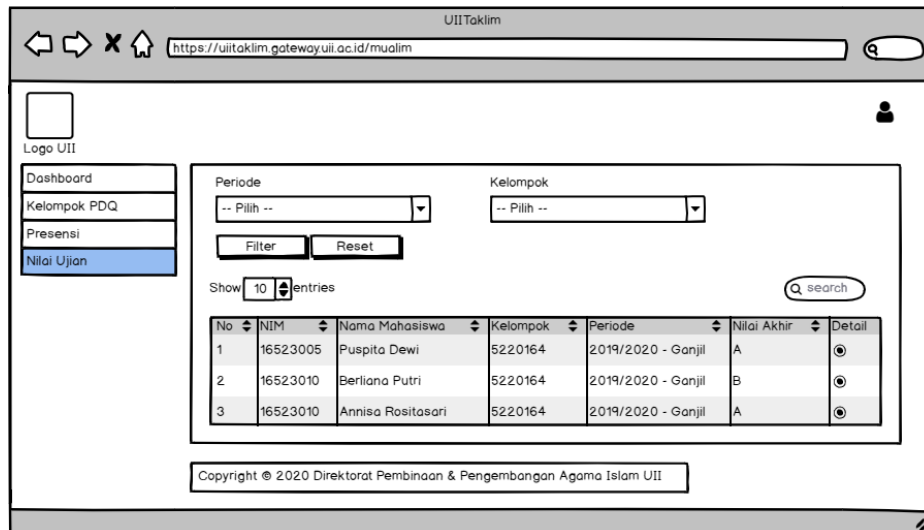 UIITaklim
https://uiitaklim.gateway.uii.ac.id/mualim
Logo UII
Dashboard
Kelompok PDQ
Presensi
Nilai Ujian
Periode Kelompok
-- Pilih -- -- Pilih --
Filter Reset
Show 10 entries search
No NIM Nama Mahasiswa Kelompok Periode Nilai Akhir Detail
1 16523005 Puspita Dewi 5220164 2019/2020 - Ganjil A
2 16523010 Berliana Putri 5220164 2019/2020 - Ganjil B
3 16523010 Annisa Rositasari 5220164 2019/2020 - Ganjil A
Copyright © 2020 Direktorat Pembinaan & Pengembangan Agama Islam UII